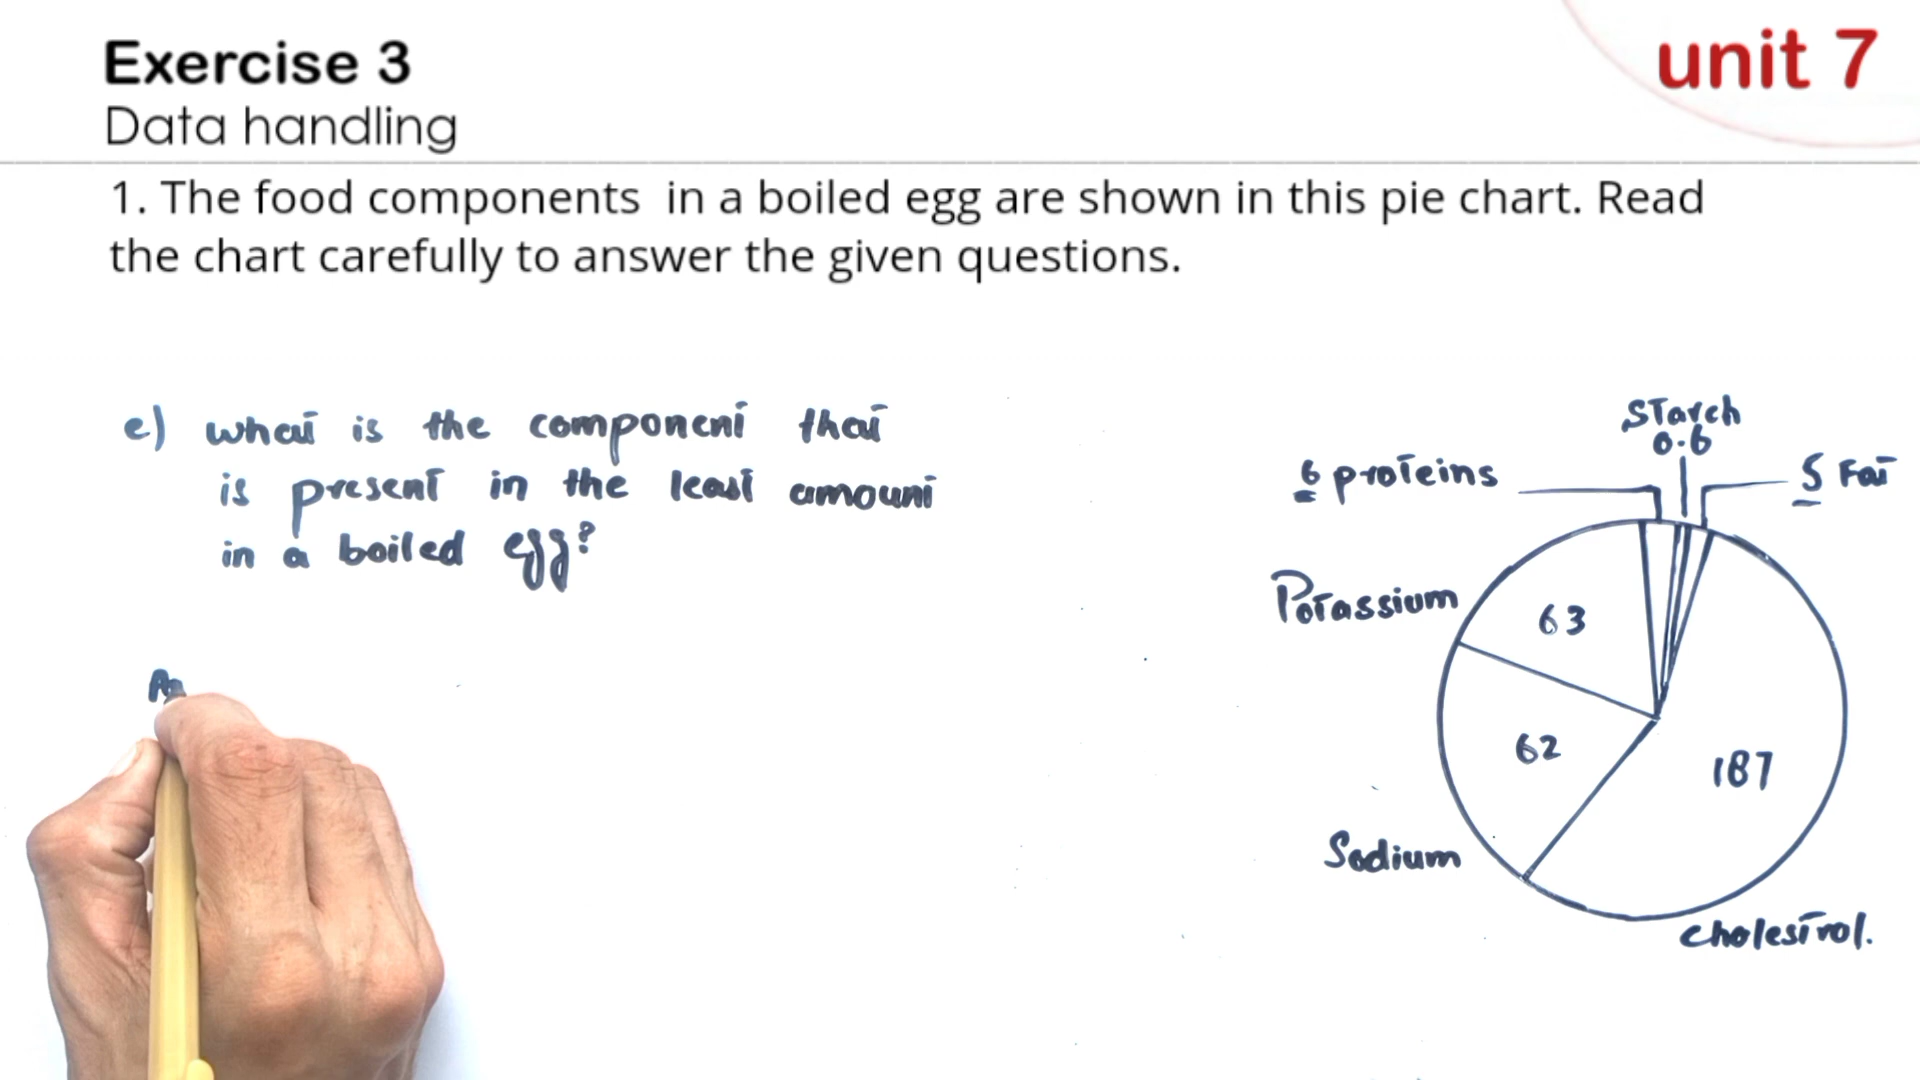 Exercise 3
unit 7
Data handling
1. The food components in a boiled egg are shown in this pie chart. Read
the chart carefully to answer the given questions.
e) what is the component that
is present in the least amount
in a boiled egg?
Starch
0.6
6 proteins
5 Fat
Potassium
63
62
187
Sodium
cholestrol.